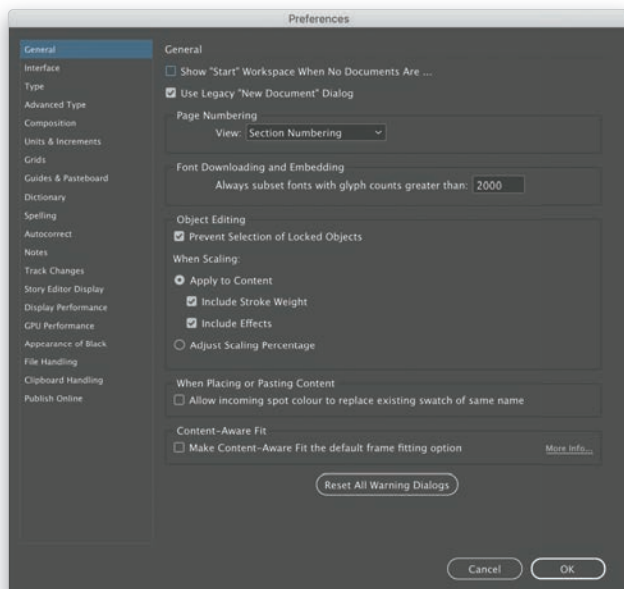 Preferences
General
Interface
Type
Advanced Type
Composition
Units & Increments
Grids
Guides & Pasteboard
Dictionary
Spelling
Autocorrect
Notes
Track Changes
Story Editor Display
Display Performance
GPU Performance
Appearance of Black
File Handling
Clipboard Handling
Publish Online
General
Show "Start" Workspace When No Documents Are ...
Use Legacy "New Document" Dialog
Page Numbering
View: Section Numbering
Font Downloading and Embedding
Always subset fonts with glyph counts greater than: 2000
Object Editing
Prevent Selection of Locked Objects
When Scaling:
Apply to Content
Include Stroke Weight
Include Effects
Adjust Scaling Percentage
When Placing or Pasting Content
Allow incoming spot colour to replace existing swatch of same name
Content-Aware Fit
Make Content-Aware Fit the default frame fitting option More Info...
Reset All Warning Dialogs
Cancel OK